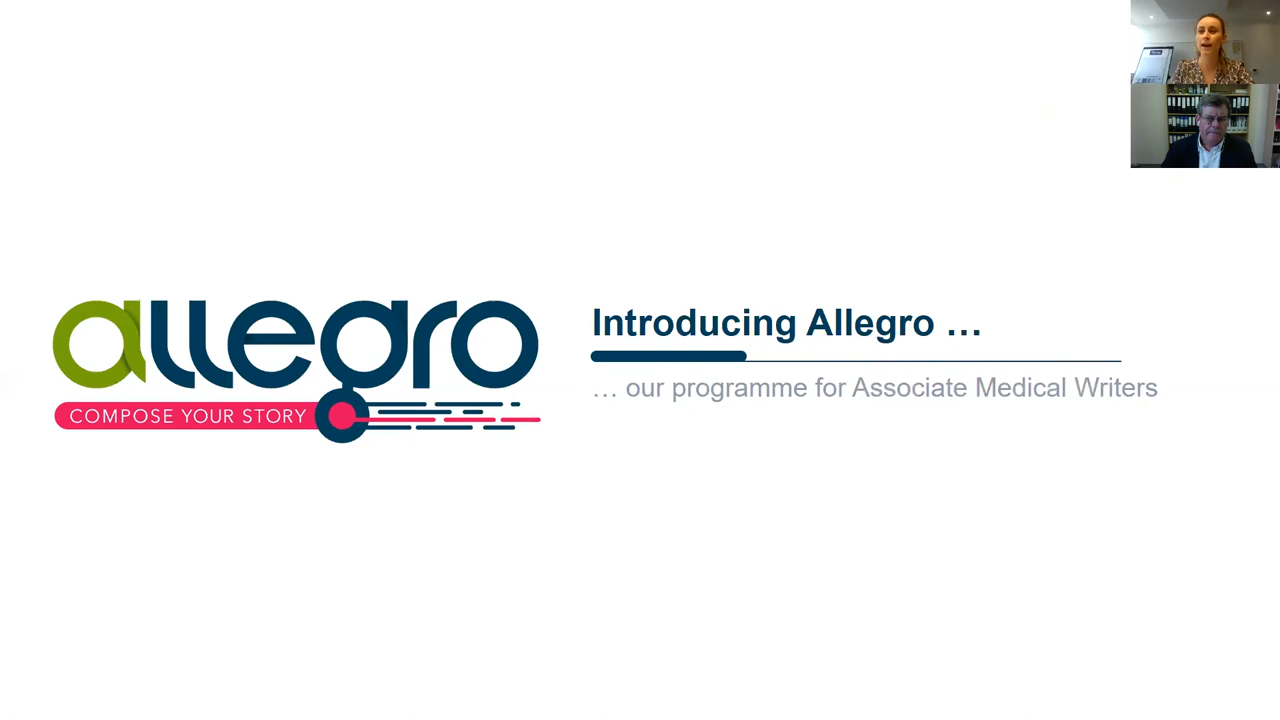 allegro
COMPOSE YOUR STORY
Introducing Allegro …
… our programme for Associate Medical Writers